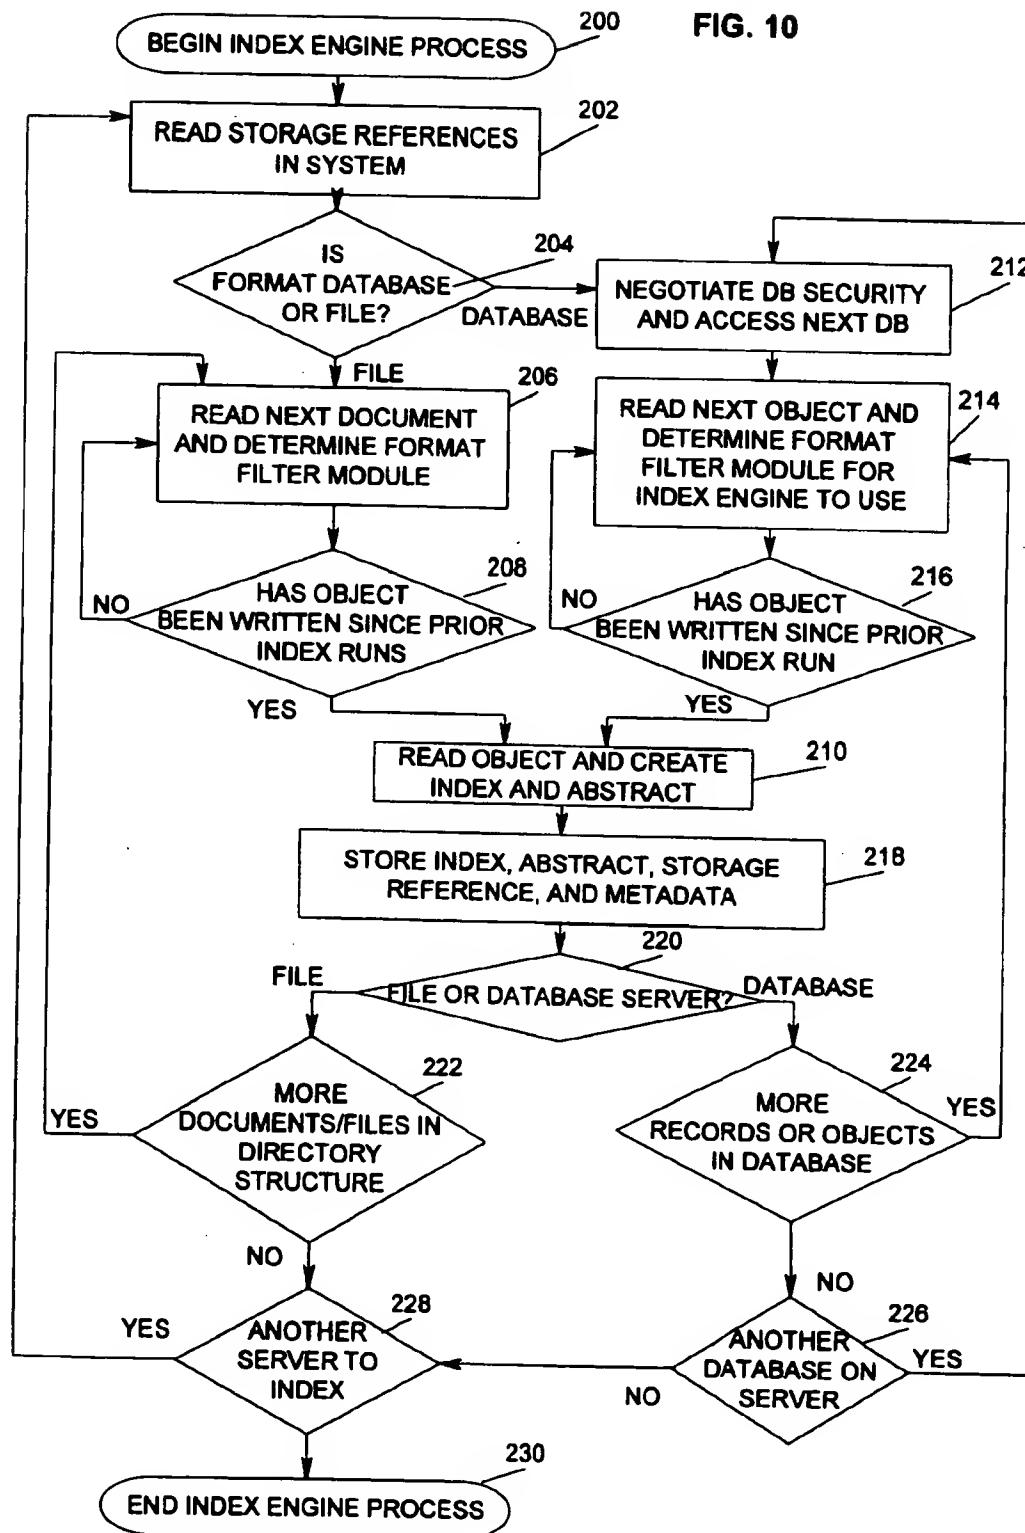 FIG. 10
BEGIN INDEX ENGINE PROCESS
200
READ STORAGE REFERENCES
IN SYSTEM
202
IS
FORMAT DATABASE
OR FILE?
204
DATABASE
FILE
NEGOTIATE DB SECURITY
AND ACCESS NEXT DB
212
READ NEXT DOCUMENT
AND DETERMINE FORMAT
FILTER MODULE
206
READ NEXT OBJECT AND
DETERMINE FORMAT
FILTER MODULE FOR
INDEX ENGINE TO USE
214
HAS OBJECT
BEEN WRITTEN SINCE PRIOR
INDEX RUNS
208
NO
YES
HAS OBJECT
BEEN WRITTEN SINCE PRIOR
INDEX RUN
216
NO
YES
READ OBJECT AND CREATE
INDEX AND ABSTRACT
210
STORE INDEX, ABSTRACT, STORAGE
REFERENCE, AND METADATA
218
220
FILE
FILE OR DATABASE SERVER?
DATABASE
MORE
DOCUMENTS/FILES IN
DIRECTORY
STRUCTURE
222
YES
NO
MORE
RECORDS OR OBJECTS
IN DATABASE
224
YES
NO
ANOTHER
SERVER TO
INDEX
228
YES
ANOTHER
DATABASE ON
SERVER
226
YES
NO
END INDEX ENGINE PROCESS
230